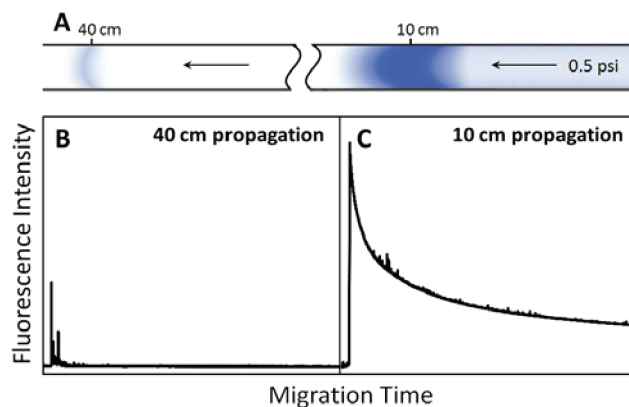 A
40 cm
10 cm
0.5 psi
B
40 cm propagation
C
10 cm propagation
Fluorescence Intensity
Migration Time